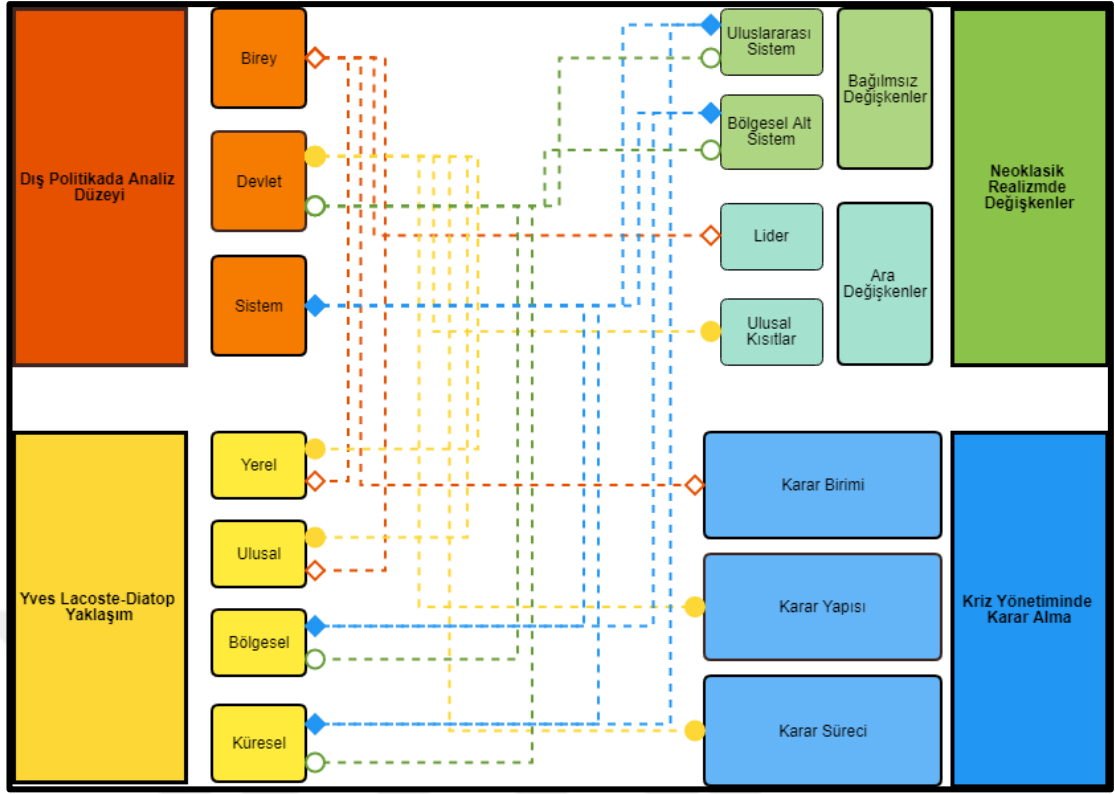 Dış Politikada Analiz
Düzeyi
Birey
Devlet
Sistem
Uluslararası
Sistem
Bölgesel Alt
Sistem
Lider
Ulusal
Kısıtlar
Bağılmsız
Değişkenler
Ara
Değişkenler
Neoklasik
Realizmde
Değişkenler
Yves Lacoste-Diatop
Yaklaşım
Yerel
Ulusal
Bölgesel
Küresel
Karar Birimi
Karar Yapısı
Karar Süreci
Kriz Yönetiminde
Karar Alma